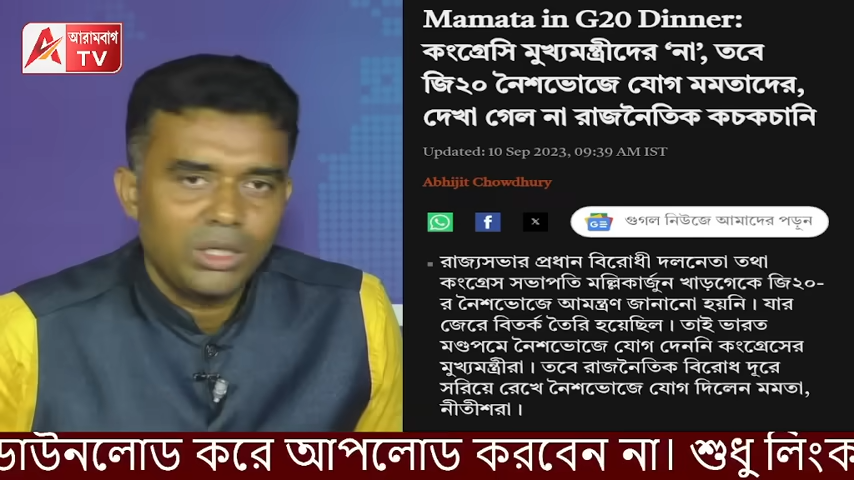 আরামবাগ
TV
Mamata in G20 Dinner:
কংগ্রেসি মুখ্যমন্ত্রীদের ‘না’, তবে
জি২০ নৈশভোজে যোগ মমতাদের,
দেখা গেল না রাজনৈতিক কচকচানি
Updated: 10 Sep 2023, 09:39 AM IST
Abhijit Chowdhury
গুগল নিউজে আমাদের পড়ুন
রাজ্যসভার প্রধান বিরোধী দলনেতা তথা
কংগ্রেস সভাপতি মল্লিকার্জুন খাড়গেকে জি২০-
র নৈশভোজে আমন্ত্রণ জানানো হয়নি। যার
জেরে বিতর্ক তৈরি হয়েছিল। তাই ভারত
মণ্ডপমে নৈশভোজে যোগ দেননি কংগ্রেসের
মুখ্যমন্ত্রীরা। তবে রাজনৈতিক বিরোধ দূরে
সরিয়ে রেখে নৈশভোজে যোগ দিলেন মমতা,
নীতীশরা।
ডাউনলোড করে আপলোড করবেন না। শুধু লিংক